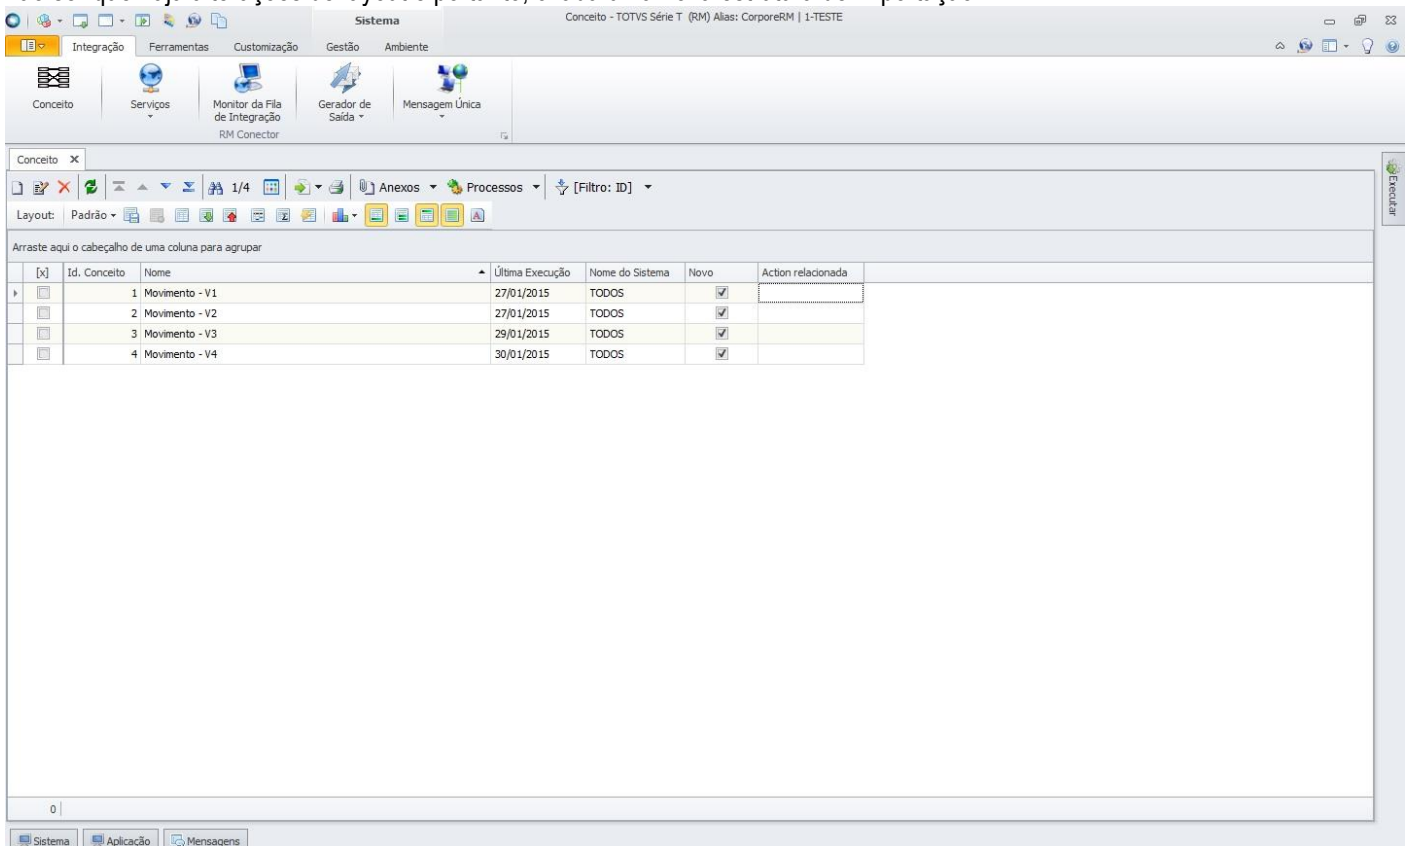 Conceito - TOTVS Série T (RM) Alias: CorporeRM | 1-TESTE
Sistema
Integração Ferramentas Customização Gestão Ambiente
Conceito
Serviços
Monitor da Fila
de Integração
Gerador de
Saída
Mensagem Única
RM Conector
Conceito
1/4 Anexos Processos [Filtro: ID]
Layout: Padrão
Arraste aqui o cabeçalho de uma coluna para agrupar
[x] Id. Conceito Nome Última Execução Nome do Sistema Novo Action relacionada
1 Movimento - V1 27/01/2015 TODOS
2 Movimento - V2 27/01/2015 TODOS
3 Movimento - V3 29/01/2015 TODOS
4 Movimento - V4 30/01/2015 TODOS
0
Executar
Sistema Aplicação Mensagens